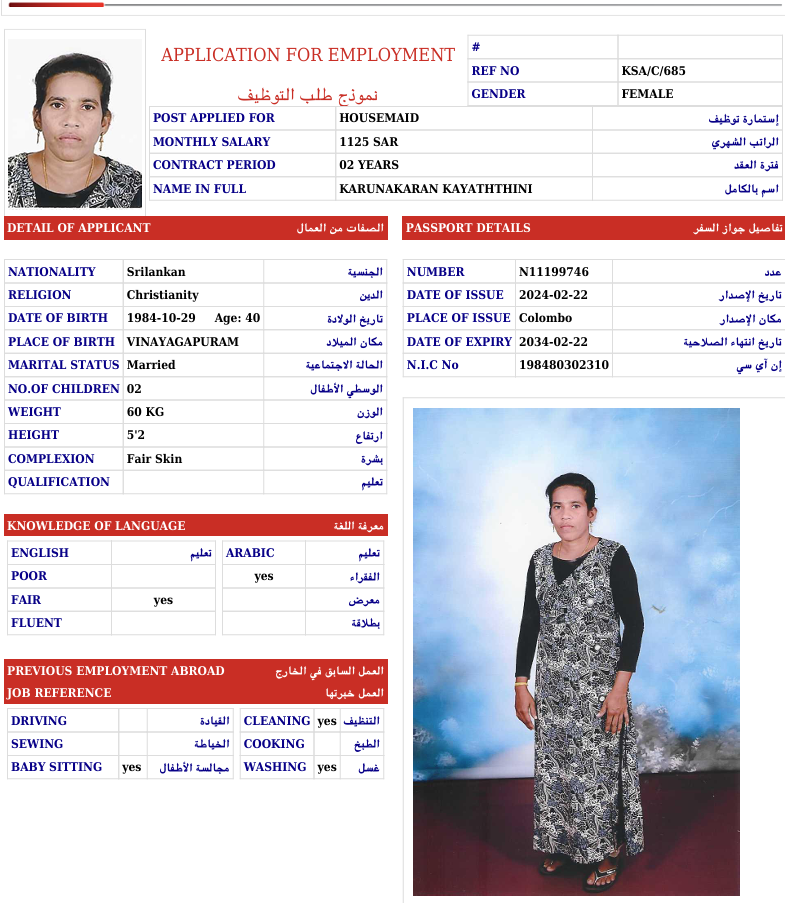 APPLICATION FOR EMPLOYMENT
نموذج طلب التوظيف
#
REF NO KSA/C/685
GENDER FEMALE
POST APPLIED FOR HOUSEMAID إستمارة توظيف
MONTHLY SALARY 1125 SAR الراتب الشهري
CONTRACT PERIOD 02 YEARS فترة العقد
NAME IN FULL KARUNAKARAN KAYATHTHINI اسم بالكامل
DETAIL OF APPLICANT الصفات من العمال
NATIONALITY Srilankan الجنسية
RELIGION Christianity الدين
DATE OF BIRTH 1984-10-29 Age: 40 تاريخ الولادة
PLACE OF BIRTH VINAYAGAPURAM مكان الميلاد
MARITAL STATUS Married الحالة الاجتماعية
NO.OF CHILDREN 02 الوسطي الأطفال
WEIGHT 60 KG الوزن
HEIGHT 5'2 ارتفاع
COMPLEXION Fair Skin بشرة
QUALIFICATION تعليم
PASSPORT DETAILS تفاصيل جواز السفر
NUMBER N11199746 عدد
DATE OF ISSUE 2024-02-22 تاريخ الإصدار
PLACE OF ISSUE Colombo مكان الإصدار
DATE OF EXPIRY 2034-02-22 تاريخ انتهاء الصلاحية
N.I.C No 198480302310 إن آي سي
KNOWLEDGE OF LANGUAGE معرفة اللغة
ENGLISH تعليم ARABIC تعليم
POOR yes الفقراء
FAIR yes معرض
FLUENT بطلاقة
PREVIOUS EMPLOYMENT ABROAD العمل السابق في الخارج
JOB REFERENCE العمل خبرتها
DRIVING القيادة CLEANING yes التنظيف
SEWING الخياطة COOKING الطبخ
BABY SITTING yes مجالسة الأطفال WASHING yes غسل